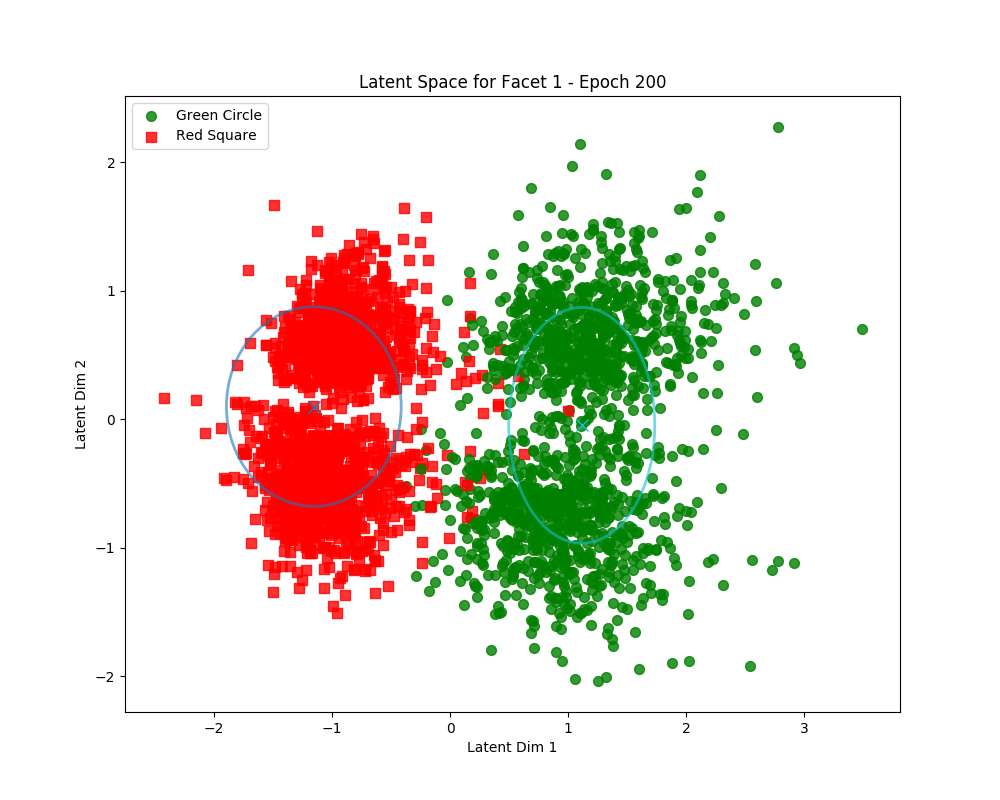 Latent Space for Facet 1 - Epoch 200
Green Circle
Red Square
2
1
0
−1
−2
Latent Dim 2
−2
−1
0
1
2
3
Latent Dim 1